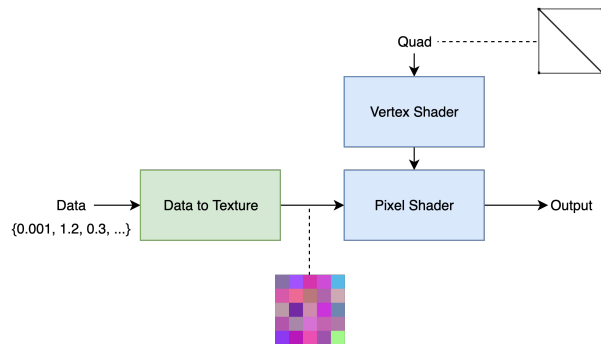 Quad
Vertex Shader
Data
Data to Texture
Pixel Shader
Output
{0.001, 1.2, 0.3, ...}